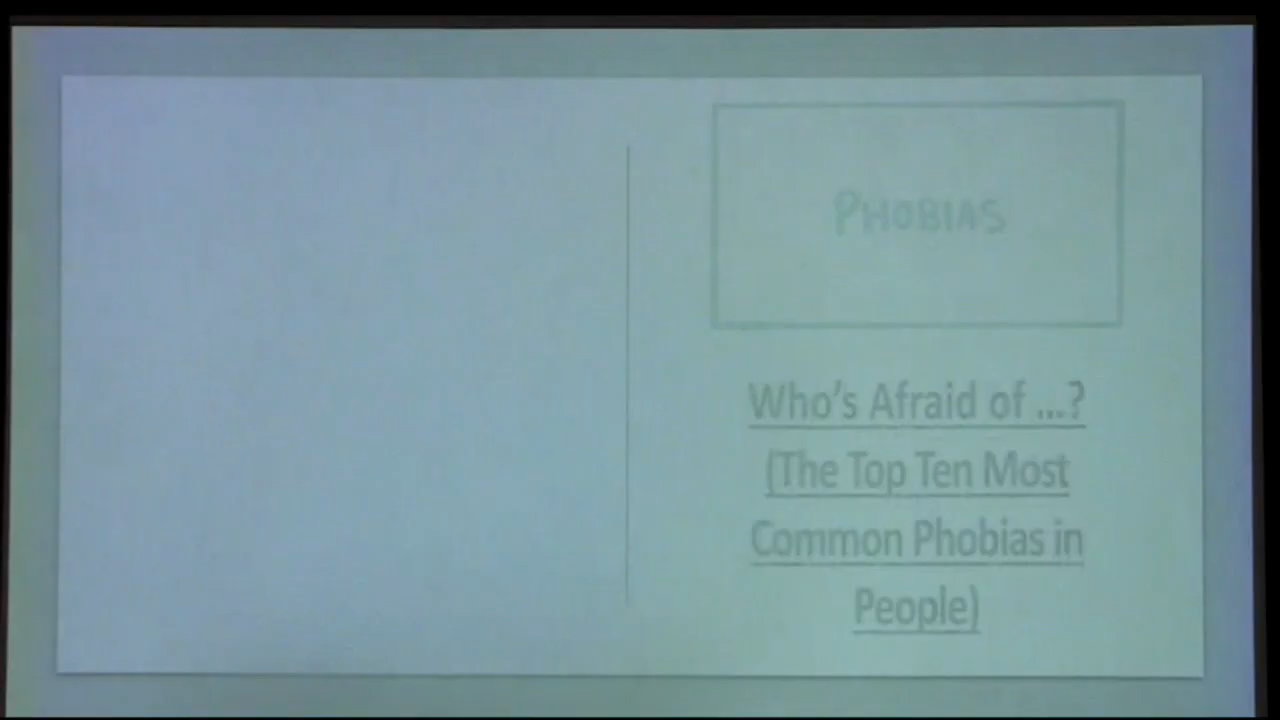 PHOBIAS
Who's Afraid of ...?
(The Top Ten Most
Common Phobias in
People)